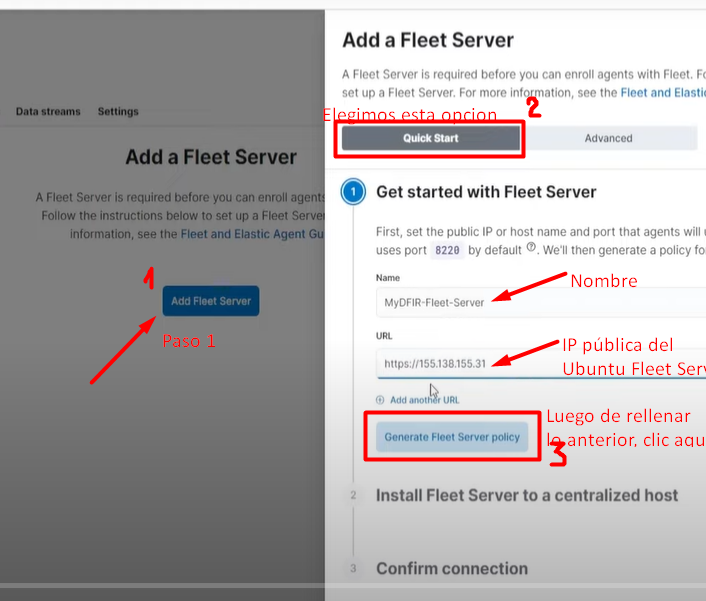 Data streams Settings
Add a Fleet Server
A Fleet Server is required before you can enroll agents
Follow the instructions below to set up a Fleet Server
information, see the Fleet and Elastic Agent Gu
1
Add Fleet Server
Paso 1
Add a Fleet Server
A Fleet Server is required before you can enroll agents with Fleet. Fo
set up a Fleet Server. For more information, see the Fleet and Elastic
Elegimos esta opcion 2
Quick Start Advanced
1 Get started with Fleet Server
First, set the public IP or host name and port that agents will
uses port 8220 by default ?. We'll then generate a policy fo
Name
MyDFIR-Fleet-Server
Nombre
URL
https://155.138.155.31
IP pública del
Ubuntu Fleet Serv
Add another URL
Generate Fleet Server policy
Luego de rellenar
lo anterior, clic aqu
3
2 Install Fleet Server to a centralized host
3 Confirm connection